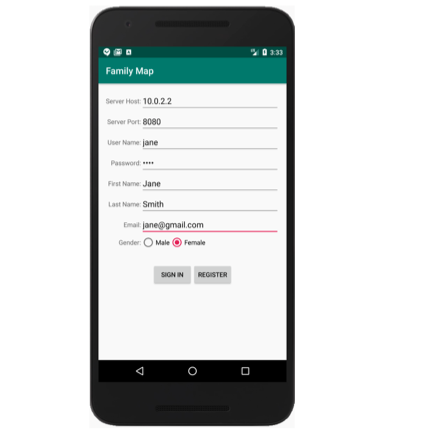 3:33
Family Map
Server Host: 10.0.2.2
Server Port: 8080
User Name: jane
Password: ••••
First Name: Jane
Last Name: Smith
Email: jane@gmail.com
Gender: Male Female
SIGN IN REGISTER